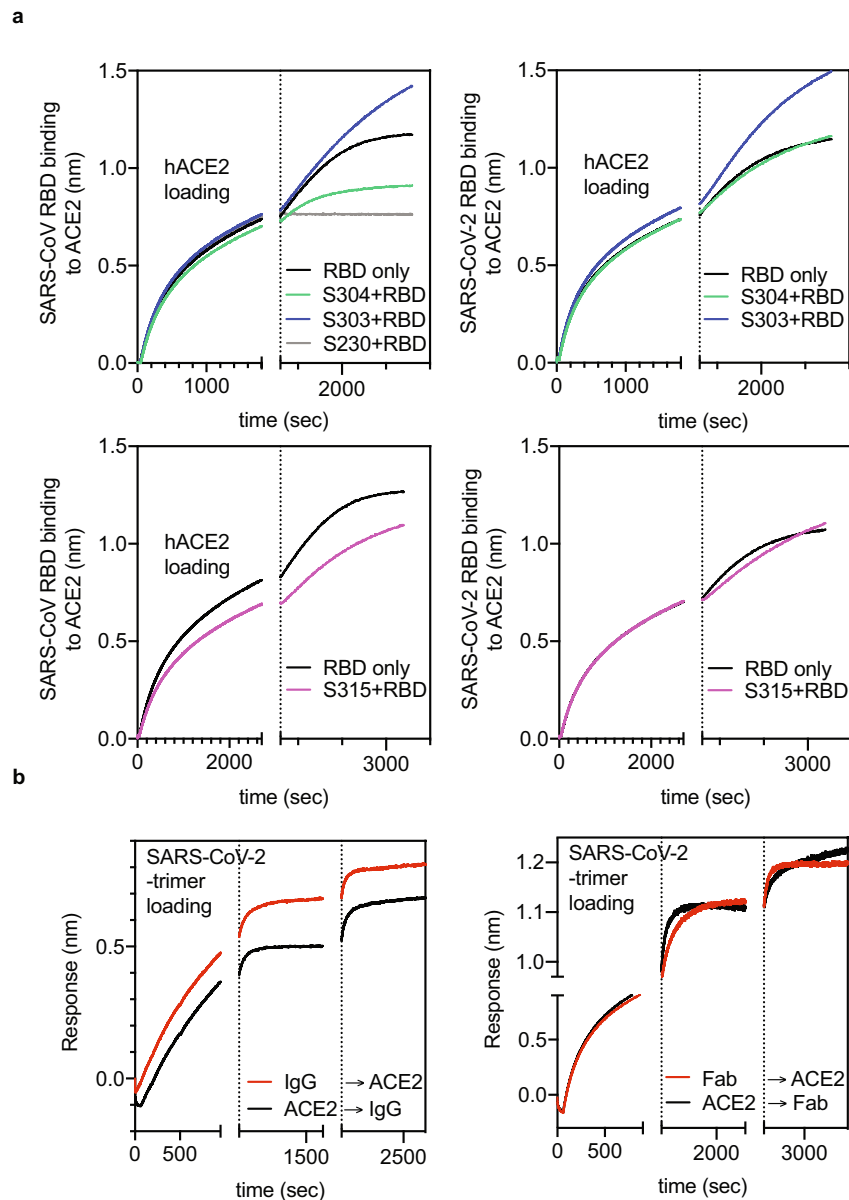 a
SARS-CoV RBD binding
to ACE2 (nm)
1.5
1.0
0.5
0.0
hACE2
loading
RBD only
S304+RBD
S303+RBD
S230+RBD
0
1000
2000
time (sec)
SARS-CoV-2 RBD binding
to ACE2 (nm)
1.5
1.0
0.5
0.0
hACE2
loading
RBD only
S304+RBD
S303+RBD
0
1000
2000
time (sec)
SARS-CoV RBD binding
to ACE2 (nm)
1.5
1.0
0.5
0.0
hACE2
loading
RBD only
S315+RBD
0
2000
3000
time (sec)
SARS-CoV-2 RBD binding
to ACE2 (nm)
1.5
1.0
0.5
0.0
RBD only
S315+RBD
0
2000
3000
time (sec)
b
Response (nm)
0.5
0.0
SARS-CoV-2
-trimer
loading
IgG → ACE2
ACE2 → IgG
0
500
1500
2500
time (sec)
Response (nm)
1.2
1.1
1.0
0.5
0.0
SARS-CoV-2
-trimer
loading
Fab → ACE2
ACE2 → Fab
0
500
2000
3000
time (sec)